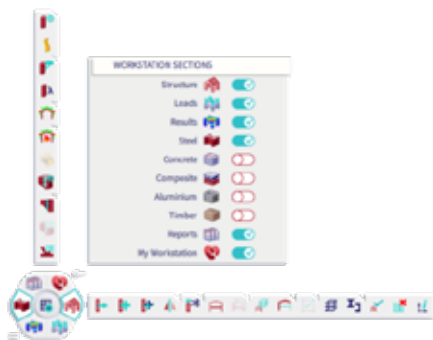 WORKSTATION SECTIONS
Structure
Loads
Results
Steel
Concrete
Composite
Aluminium
Timber
Reports
My Workstation